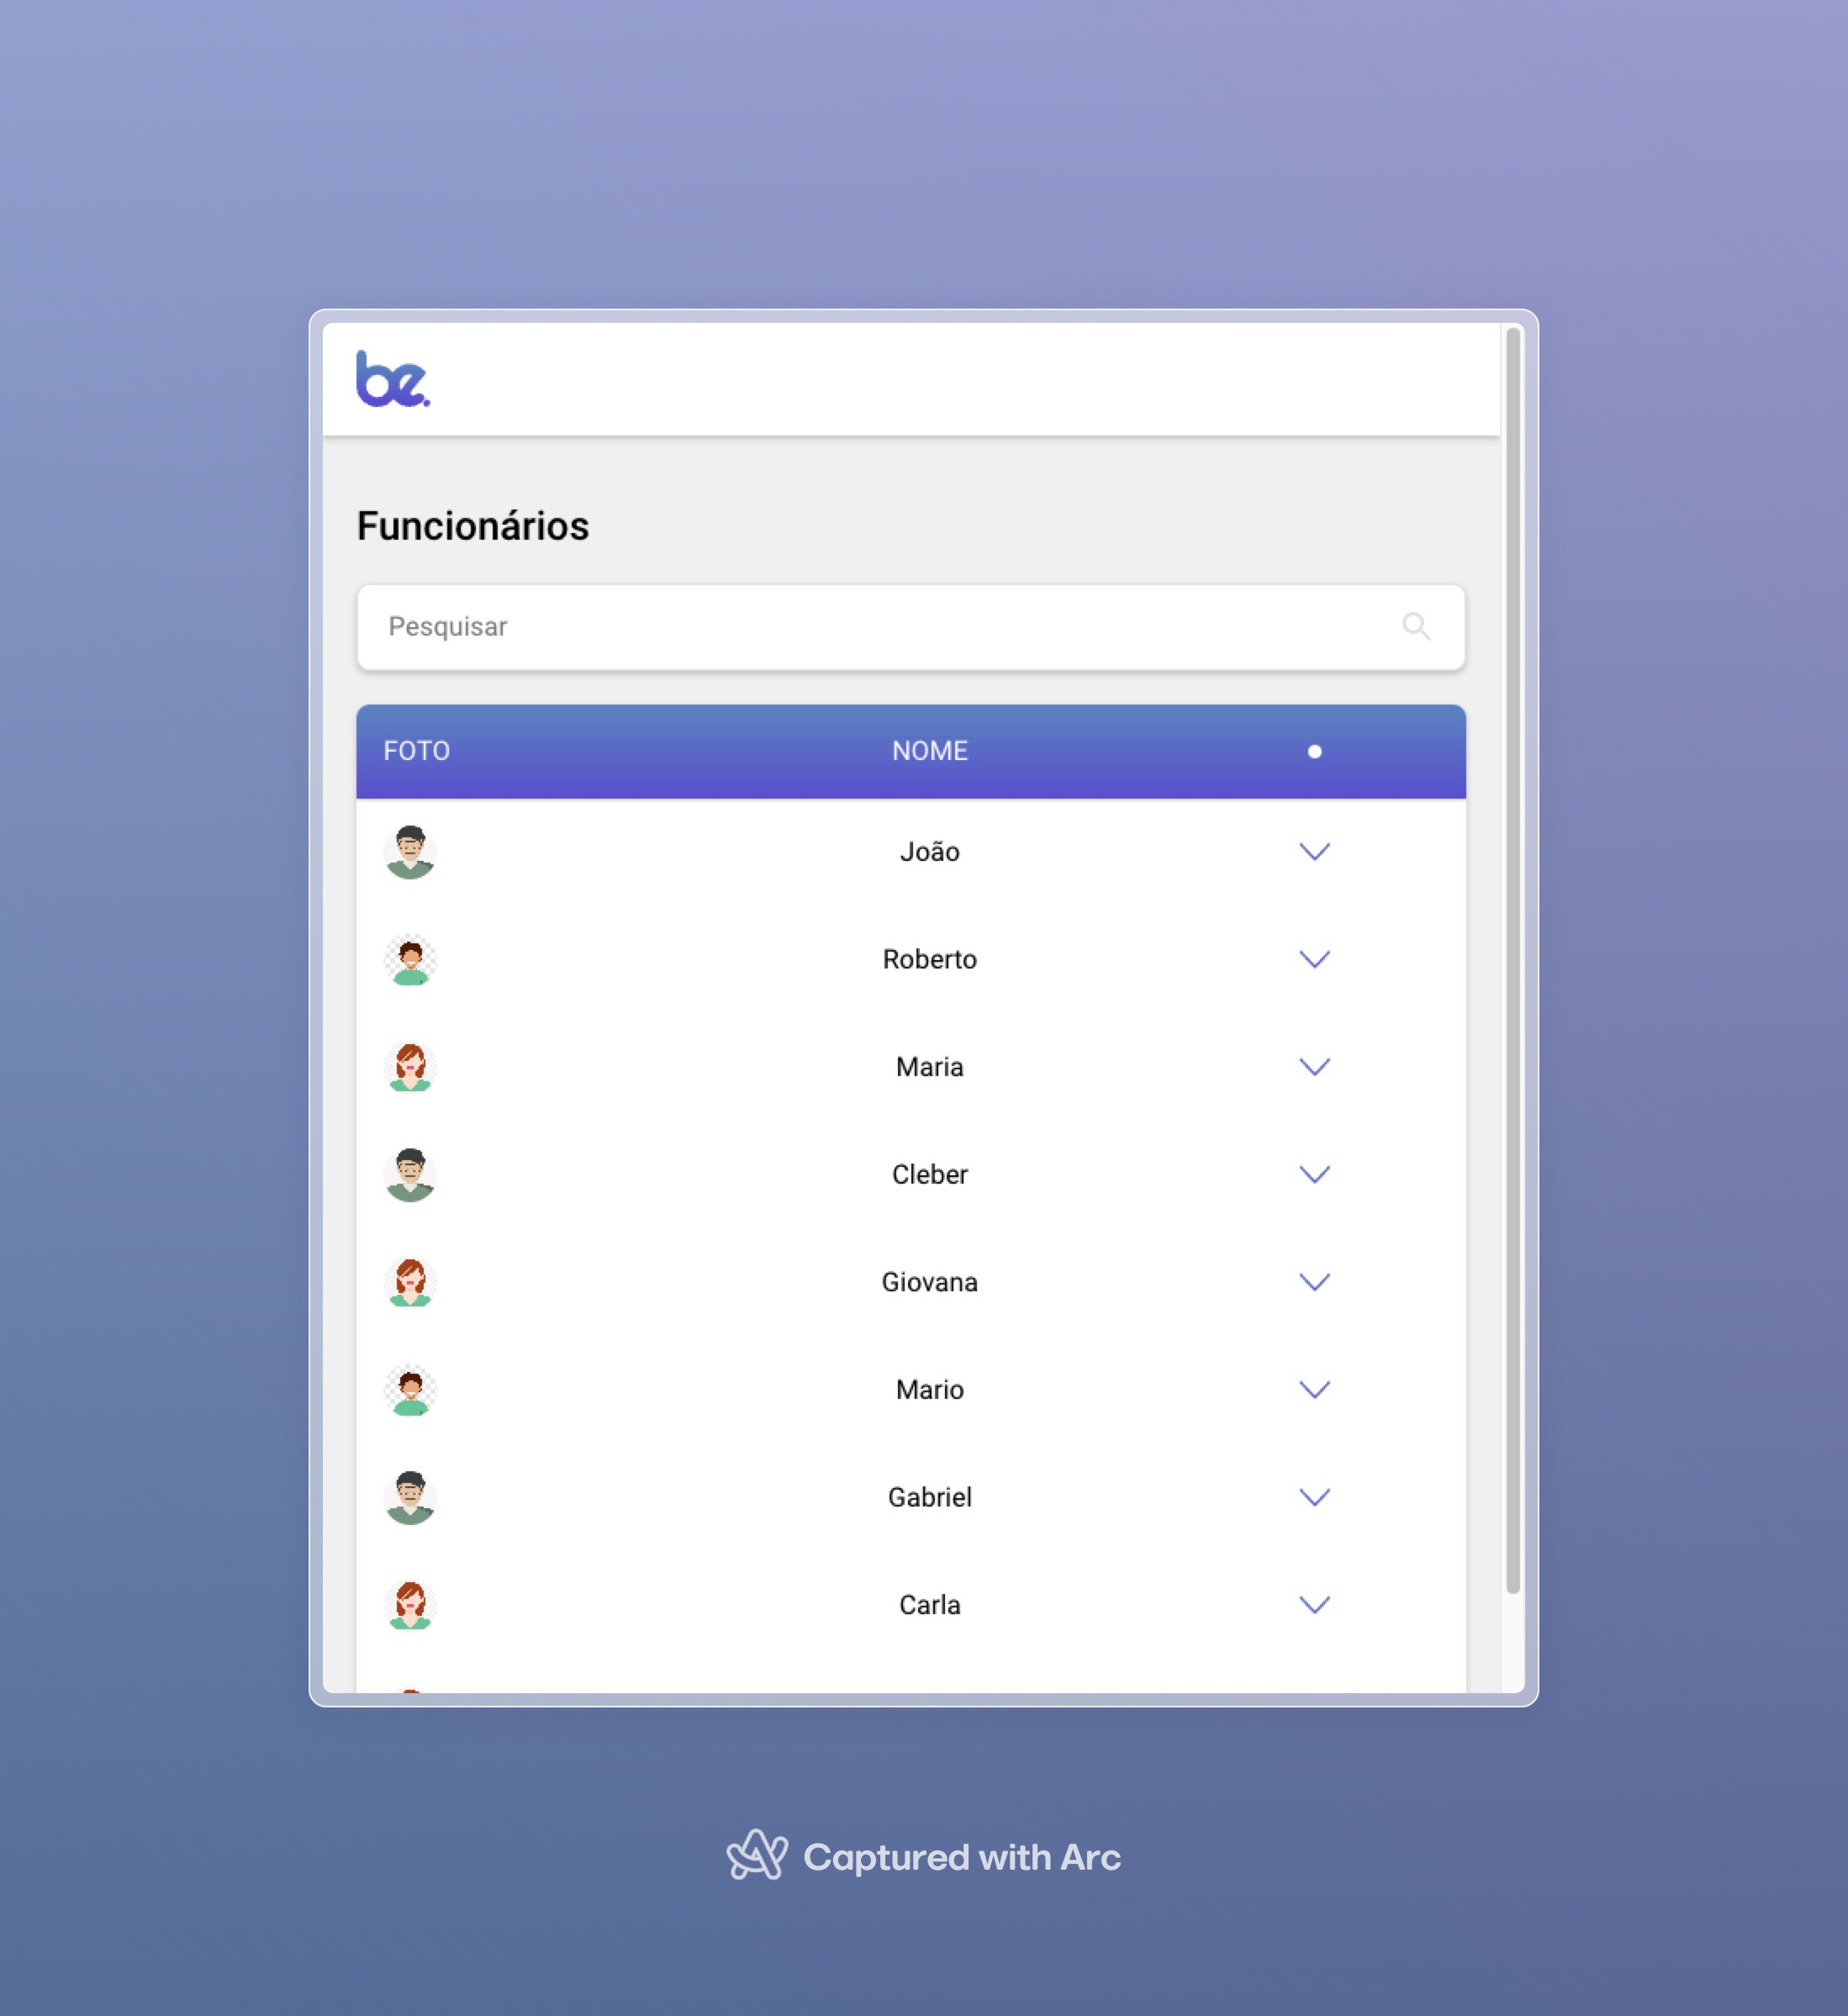 be.
Funcionários
Pesquisar
FOTO NOME
João
Roberto
Maria
Cleber
Giovana
Mario
Gabriel
Carla
Captured with Arc